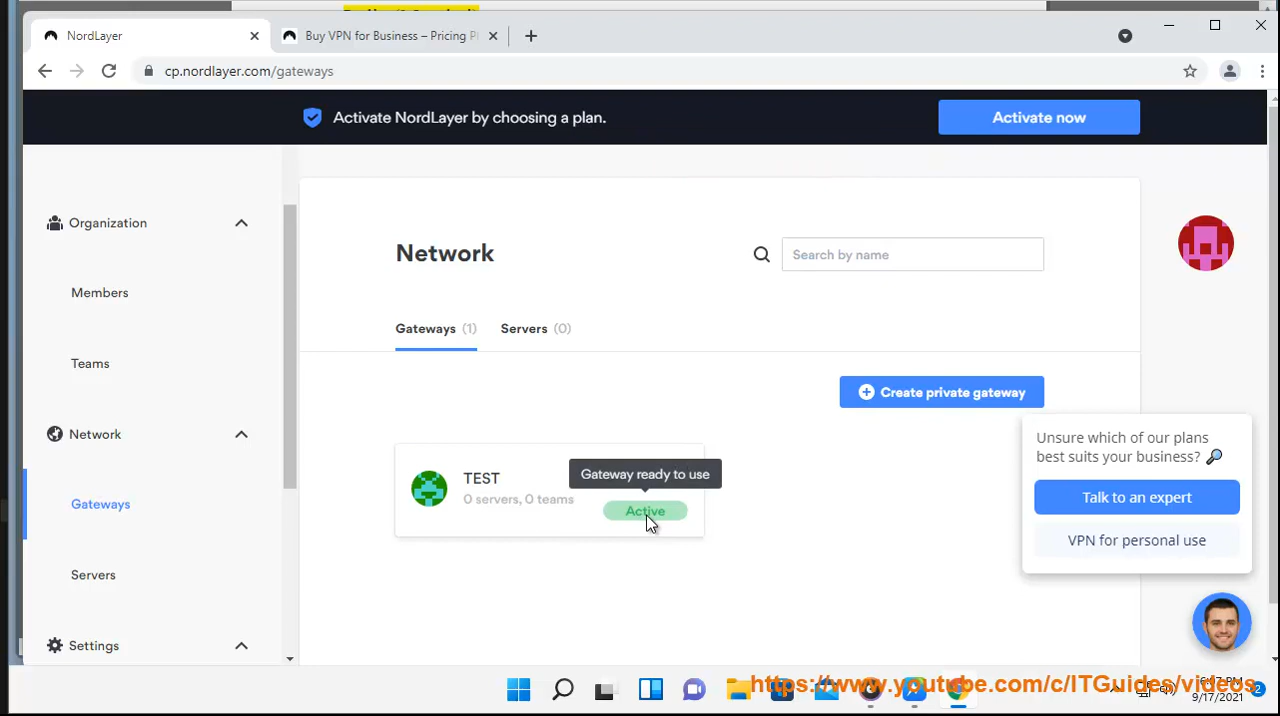 NordLayer
Buy VPN for Business – Pricing P
cp.nordlayer.com/gateways
Activate NordLayer by choosing a plan.
Activate now
Organization
Members
Teams
Network
Gateways
Servers
Settings
Network
Search by name
Gateways (1)
Servers (0)
Create private gateway
TEST
0 servers, 0 teams
Gateway ready to use
Active
Unsure which of our plans
best suits your business?
Talk to an expert
VPN for personal use
https://www.youtube.com/c/ITGuides/videos
9/17/2021
2